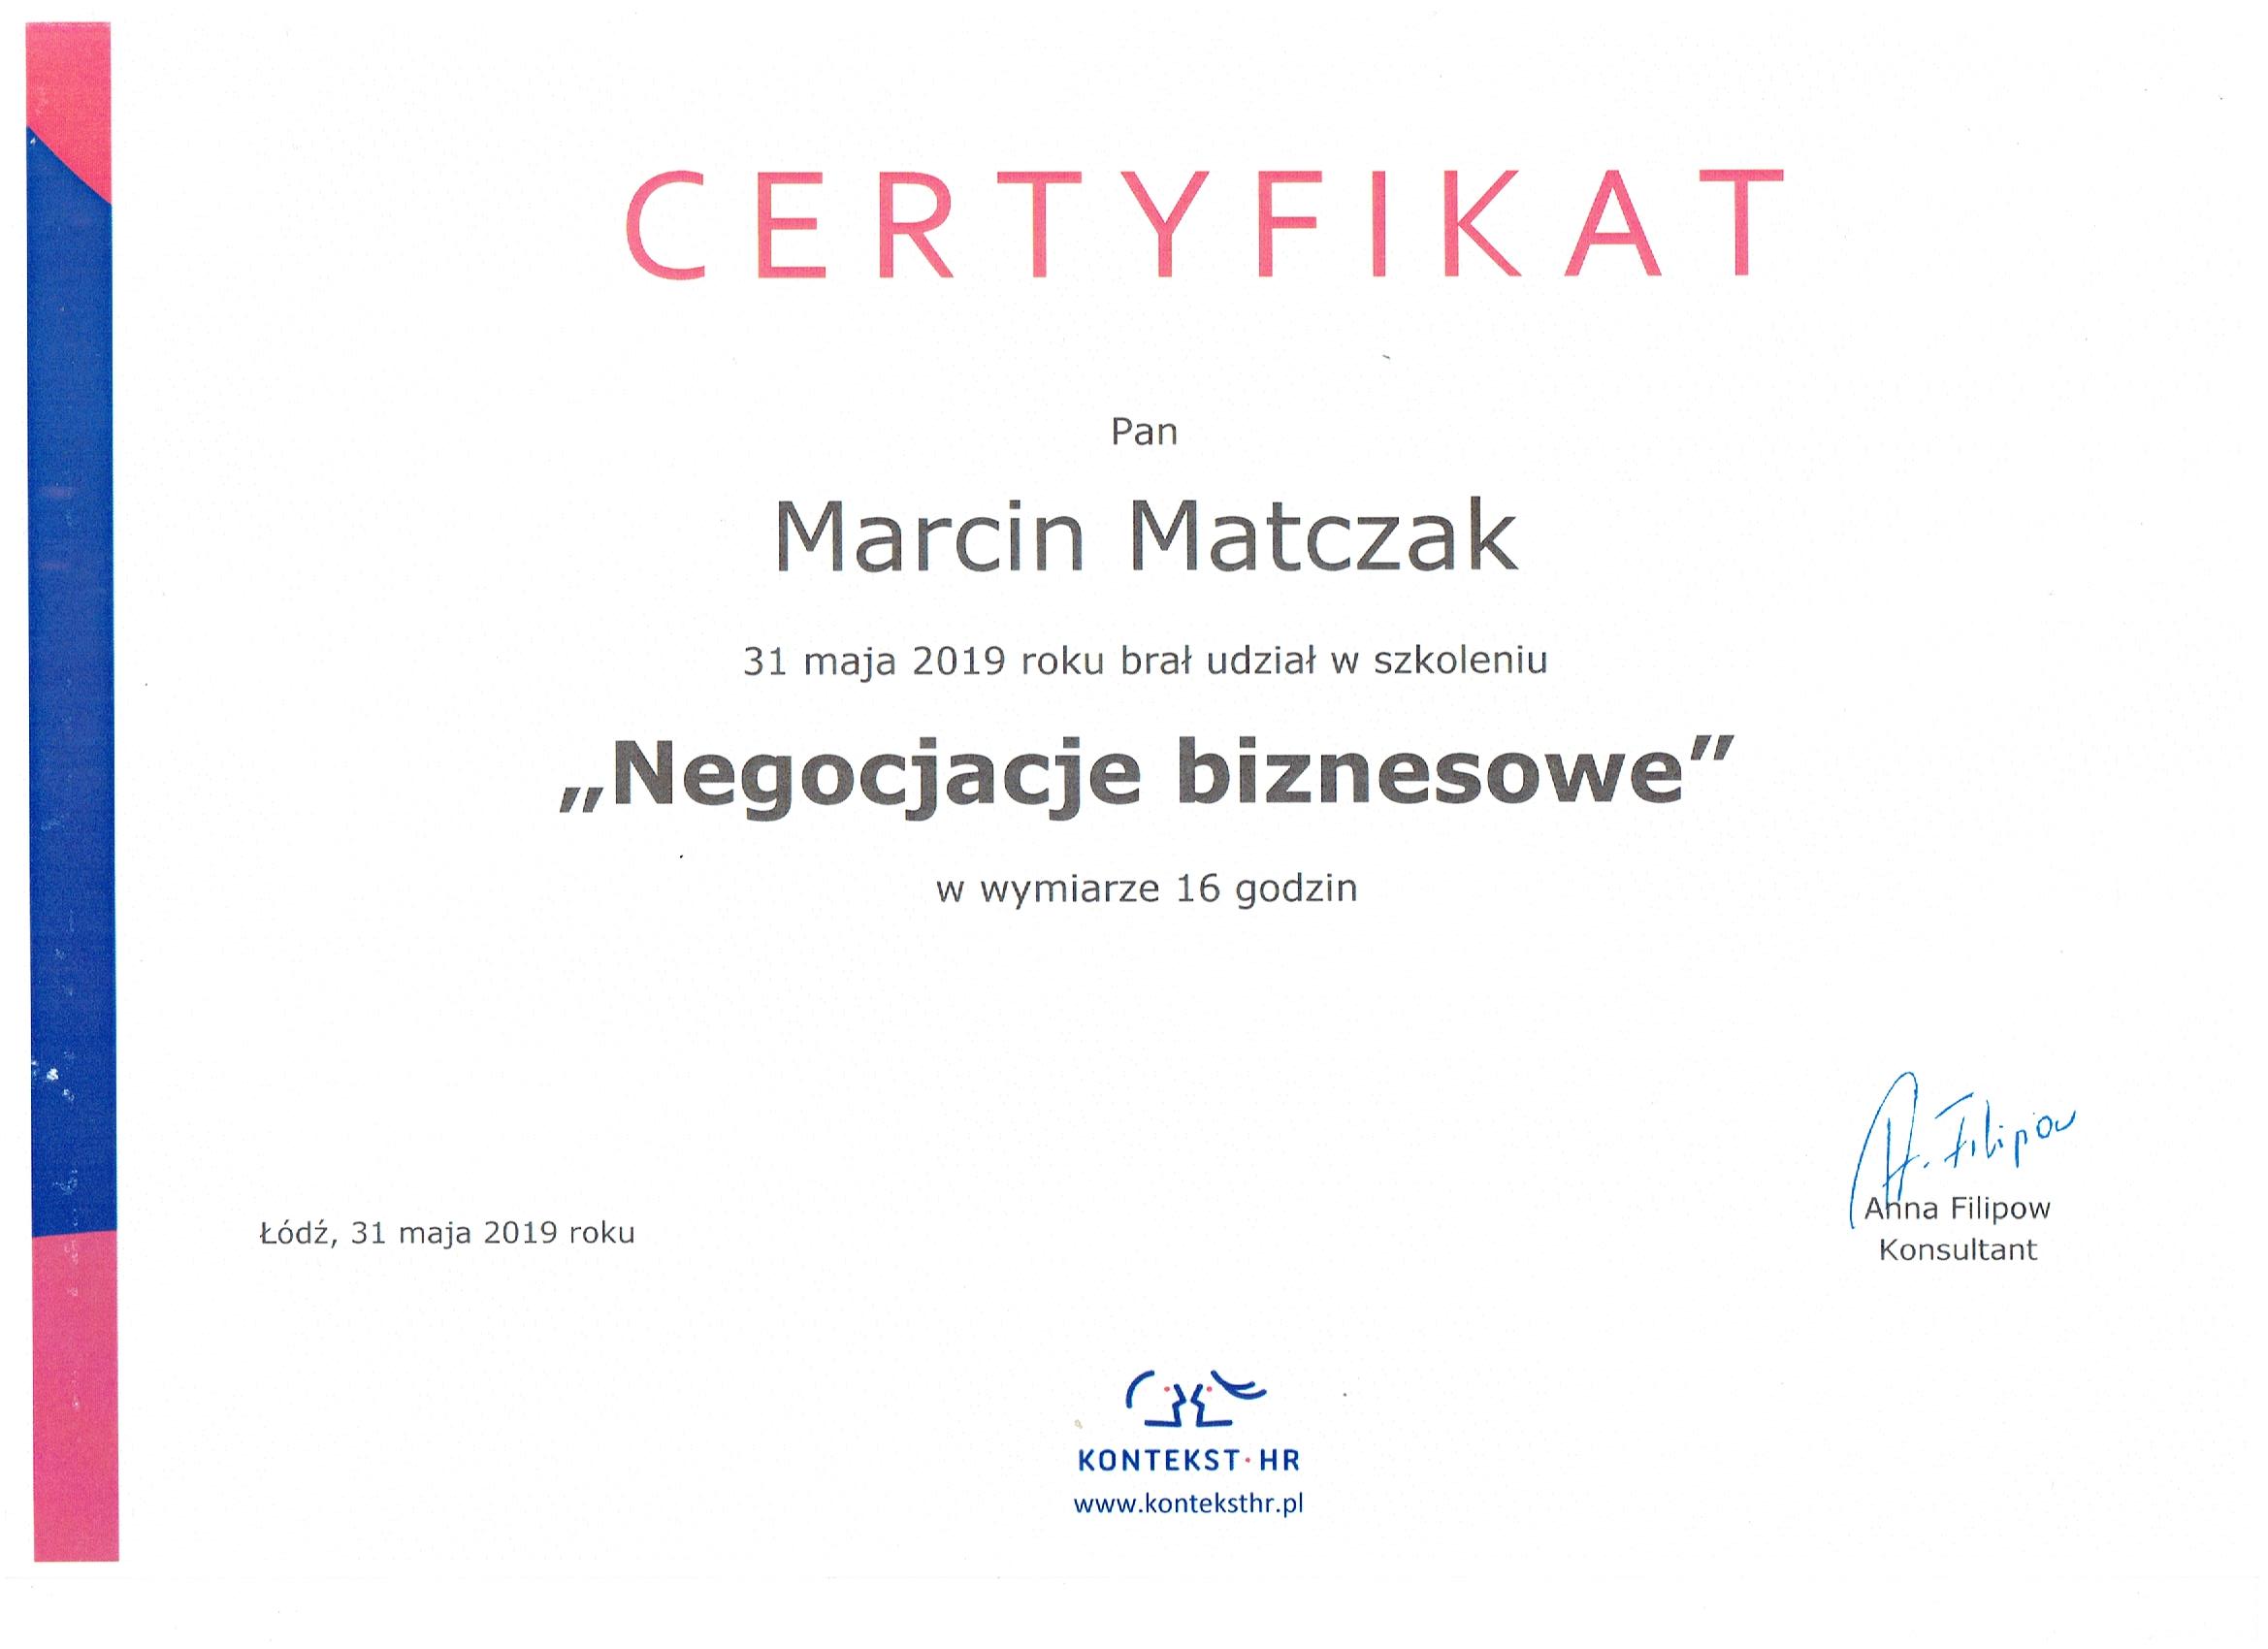 CERTYFIKAT
Pan
Marcin Matczak
31 maja 2019 roku brał udział w szkoleniu
„Negocjacje biznesowe”
w wymiarze 16 godzin
A. Filipow
Anna Filipow
Konsultant
Łódź, 31 maja 2019 roku
KONTEKST·HR
www.konteksthr.pl